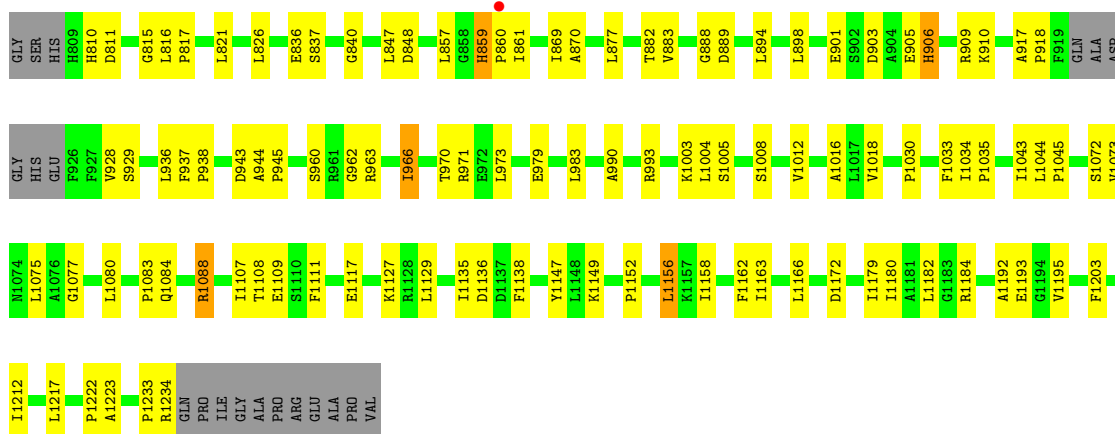 GLY SER HIS H809 H810 D811 G815 L816 P817 L821 L826 E836 S837 G840 L847 D848 L857 G858 H859 P860 I861 I869 A870 L877 T882 V883 G888 D889 L894 L898 E901 S902 D903 A904 E905 H906 R909 K910 A917 P918 F919 GLN ALA ASP
GLY HIS GLU F926 F927 V928 S929 L936 F937 P938 D943 A944 P945 S960 R961 G962 R963 I966 T970 R971 E972 L973 E979 L983 A990 R993 K1003 L1004 S1005 S1008 V1012 A1016 L1017 V1018 P1030 F1033 I1034 P1035 I1043 L1044 P1045 S1072 V1073
N1074 L1075 A1076 G1077 L1080 P1083 Q1084 R1088 I1107 T1108 E1109 S1110 F1111 E1117 K1127 R1128 L1129 I1135 D1136 D1137 F1138 Y1147 L1148 K1149 P1152 L1156 K1157 I1158 F1162 I1163 L1166 D1172 I1179 I1180 A1181 L1182 G1183 R1184 A1192 E1193 G1194 V1195 F1203
I1212 L1217 P1222 A1223 P1233 R1234 GLN PRO ILE GLY ALA PRO ARG GLU ALA PRO VAL